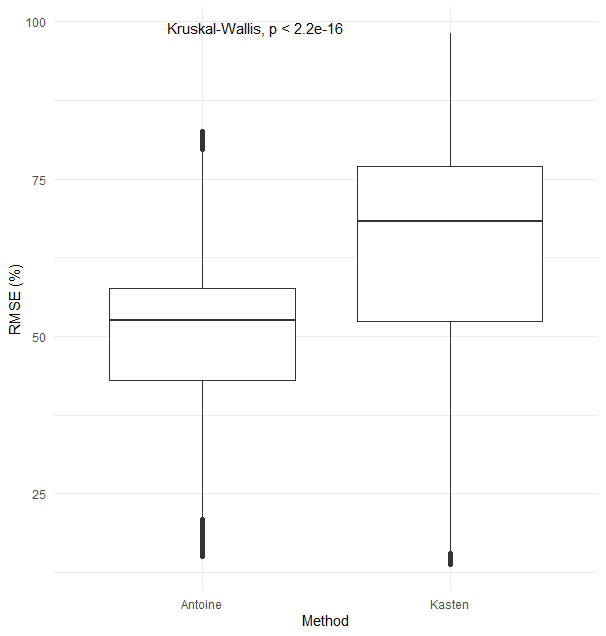 Kruskal-Wallis, p < 2.2e-16
100
75
50
25
RMSE (%)
Antoine
Kasten
Method